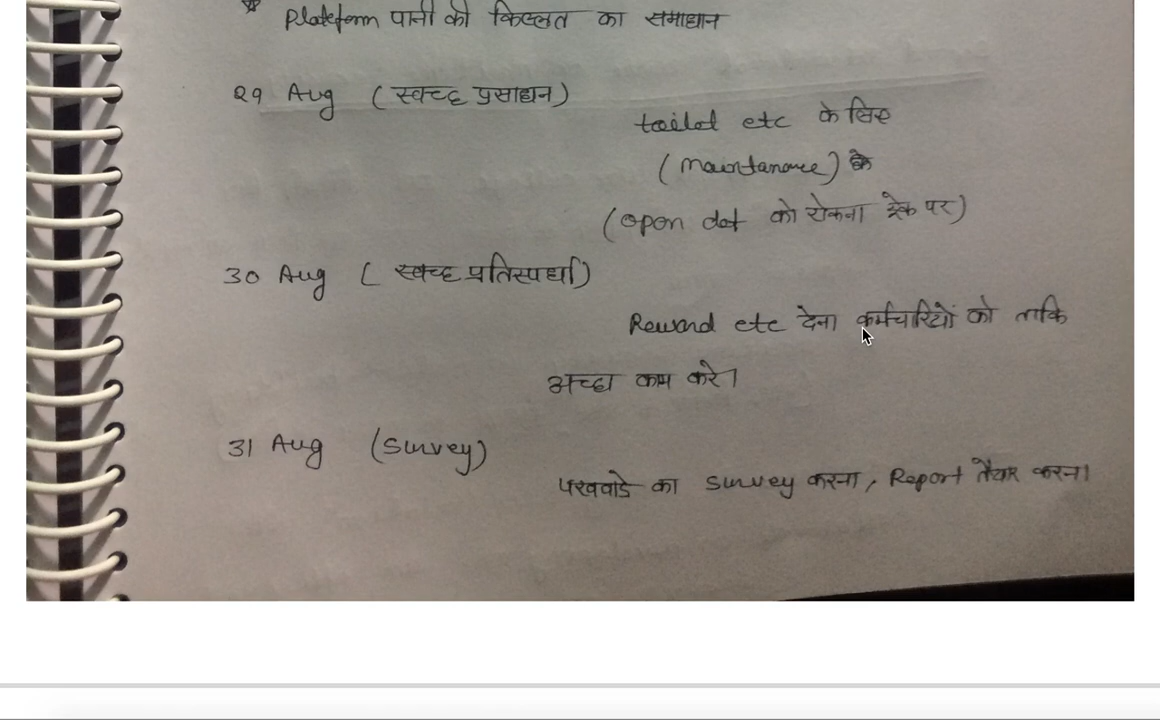 Plateform पानी की किल्लत का समाधान
29 Aug (स्वच्छ प्रसाधन)
toilet etc के लिए
(Maintanance) के
(open def को रोकना ट्रेक पर)
30 Aug ( स्वच्छ प्रतिस्पर्धा)
Reward etc देना कर्मचारियों को ताकि
अच्छा काम करे।
31 Aug (Survey)
पखवाडे का survey करना, Report तैयार करना।